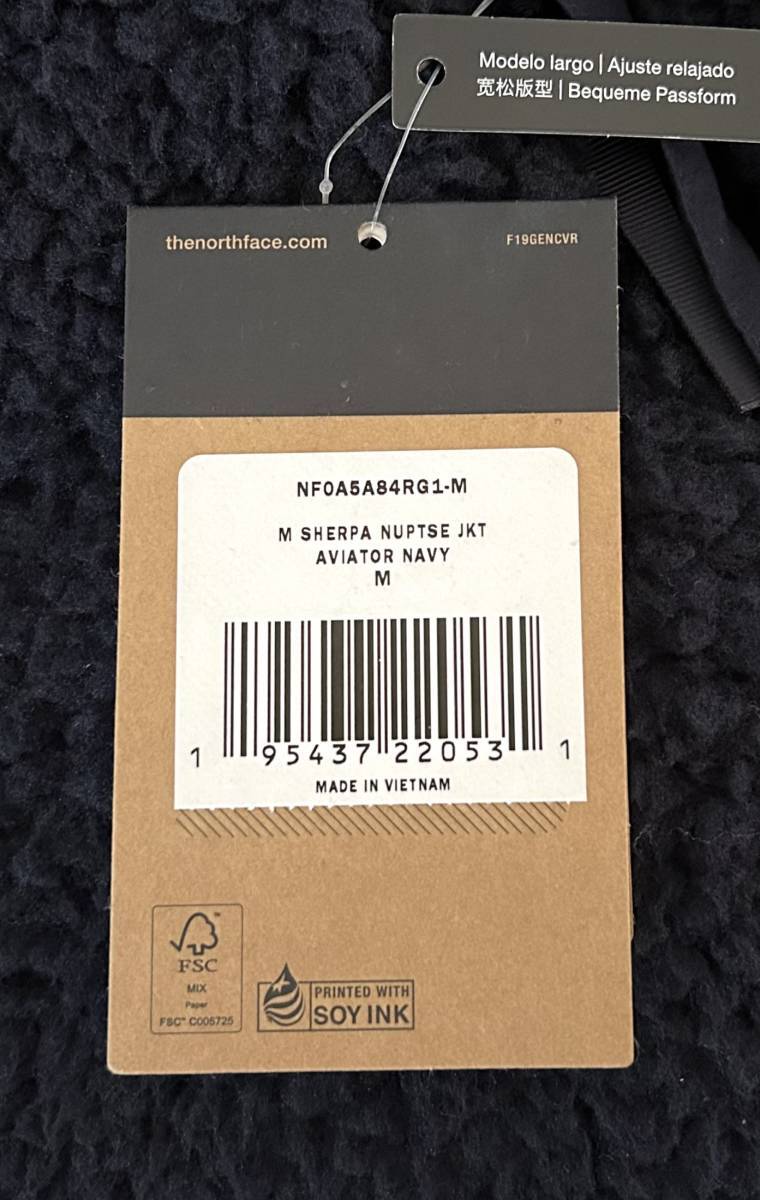 Modelo largo | Ajuste relajado
宽松版型 | Bequeme Passform
thenorthface.com
F19GENCVR
NF0A5A84RG1-M
M SHERPA NUPTSE JKT
AVIATOR NAVY
M
1 95437 22053 1
MADE IN VIETNAM
FSC
MIX
Paper
FSC™ C005725
PRINTED WITH
SOY INK